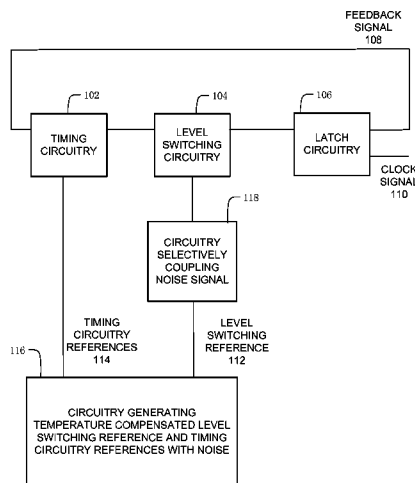 FEEDBACK
SIGNAL
108
102
104
106
TIMING
CIRCUITRY
LEVEL
SWITCHING
CIRCUITRY
LATCH
CIRCUITRY
CLOCK
SIGNAL
110
118
CIRCUITRY
SELECTIVELY
COUPLING
NOISE SIGNAL
TIMING
CIRCUITRY
REFERENCES
114
LEVEL
SWITCHING
REFERENCE
112
116
CIRCUITRY GENERATING
TEMPERATURE COMPENSATED LEVEL
SWITCHING REFERENCE AND TIMING
CIRCUITRY REFERENCES WITH NOISE